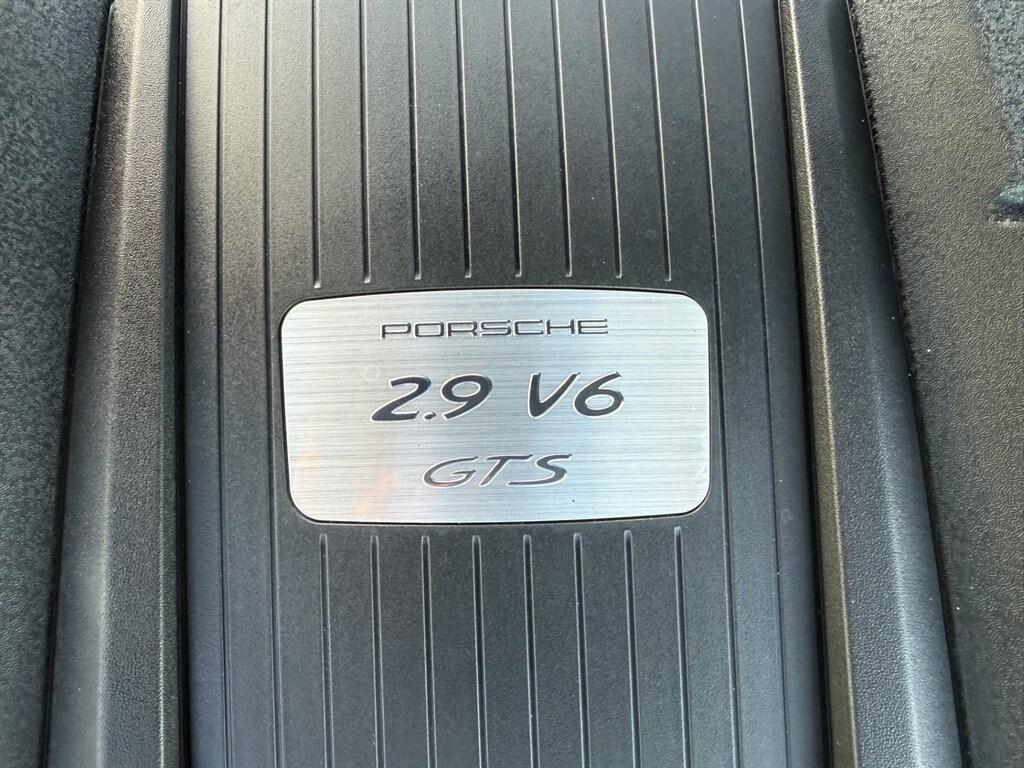 PORSCHE
2.9 V6
GTS